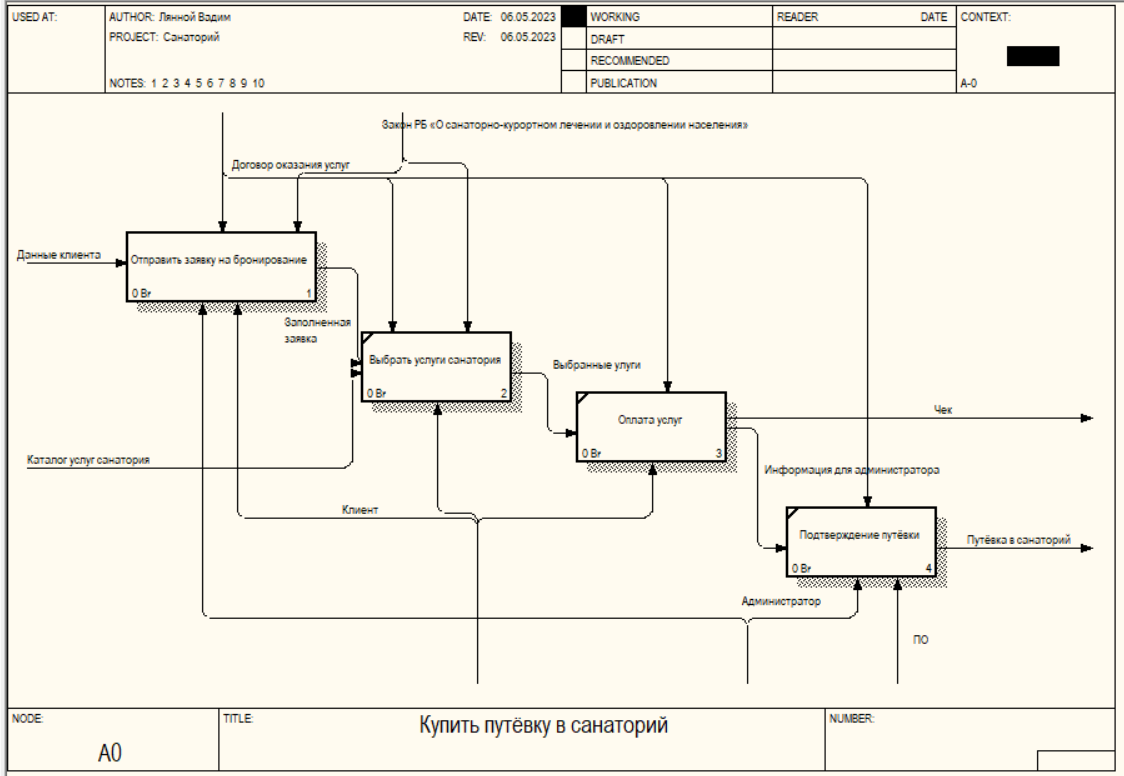 USED AT:
AUTHOR: Лянной Вадим
DATE: 06.05.2023
WORKING
READER
DATE
CONTEXT:
PROJECT: Санаторий
REV: 06.05.2023
DRAFT
RECOMMENDED
NOTES: 1 2 3 4 5 6 7 8 9 10
PUBLICATION
A-0
Закон РБ «О санаторно-курортном лечении и оздоровлении населения»
Договор оказания услуг
Данные клиента
Отправить заявку на бронирование
0 Br
1
Заполненная
заявка
Выбрать услуги санатория
0 Br
2
Выбранные улуги
Оплата услуг
0 Br
3
Чек
Каталог услуг санатория
Информация для администратора
Клиент
Подтверждение путёвки
0 Br
4
Путёвка в санаторий
Администратор
ПО
NODE:
A0
TITLE:
Купить путёвку в санаторий
NUMBER: